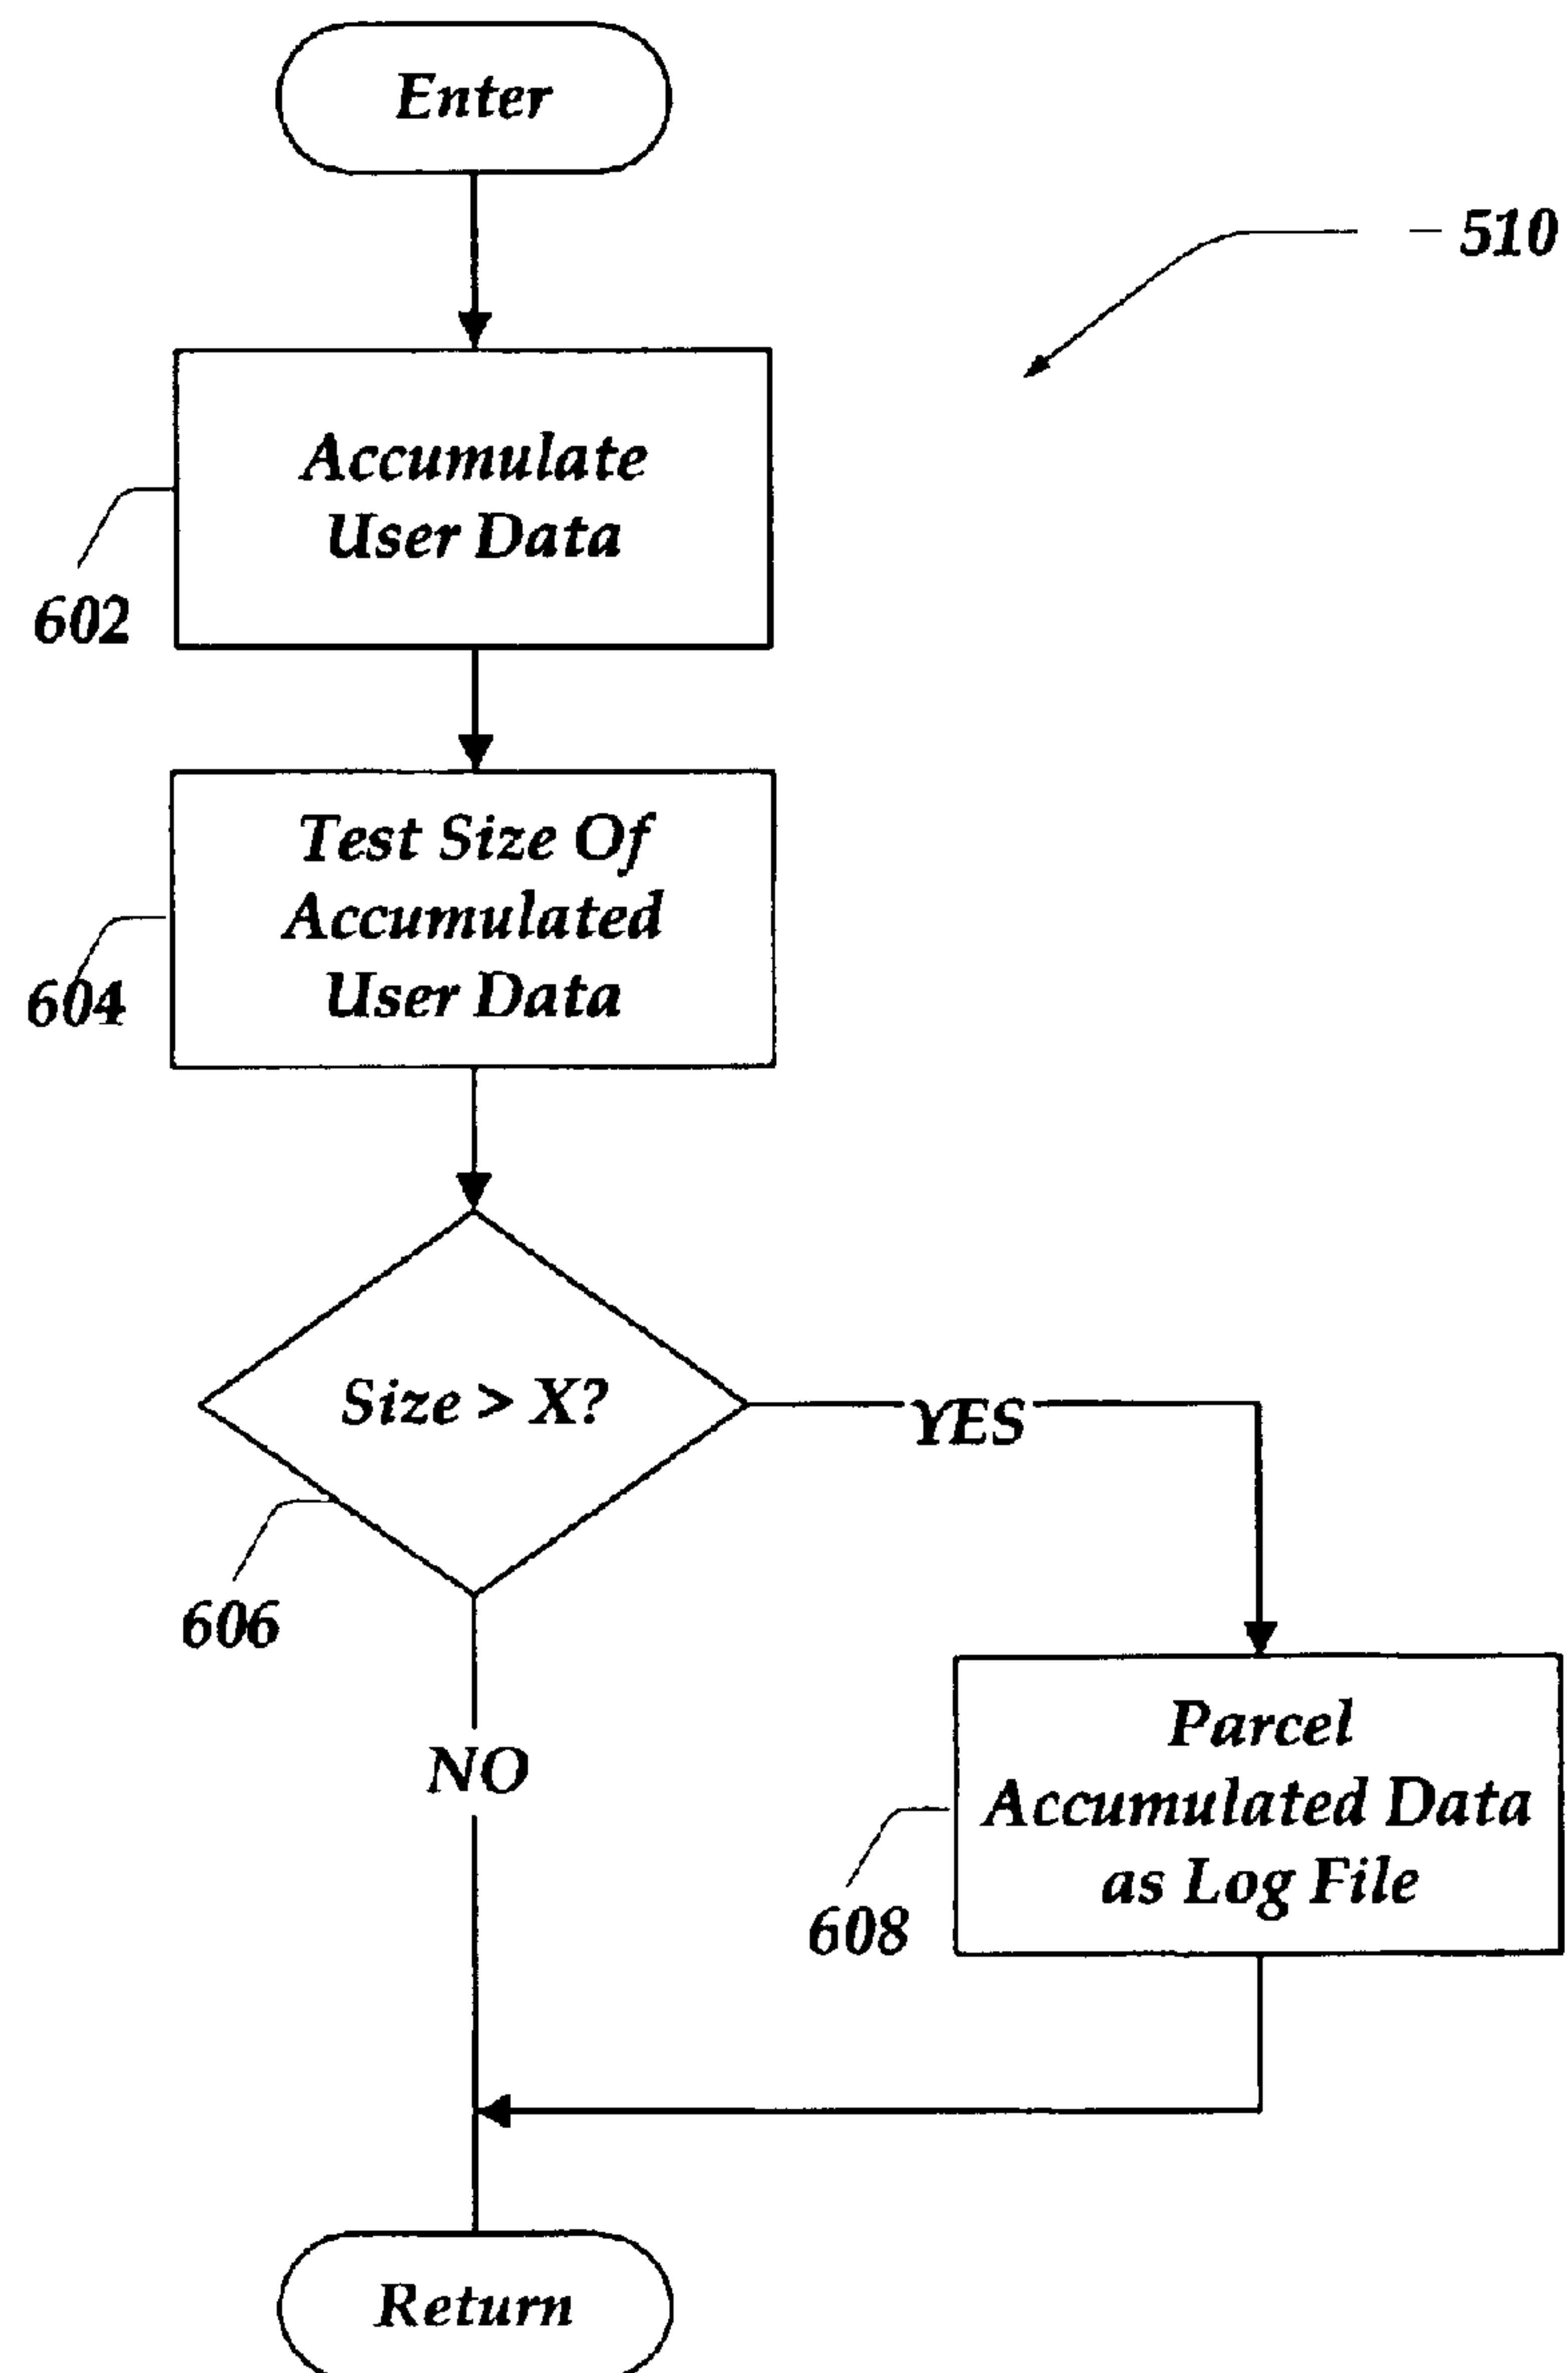 Enter
510
Accumulate
User Data
602
Test Size Of
Accumulated
User Data
604
Size > X?
YES
606
NO
Parcel
Accumulated Data
as Log File
608
Return